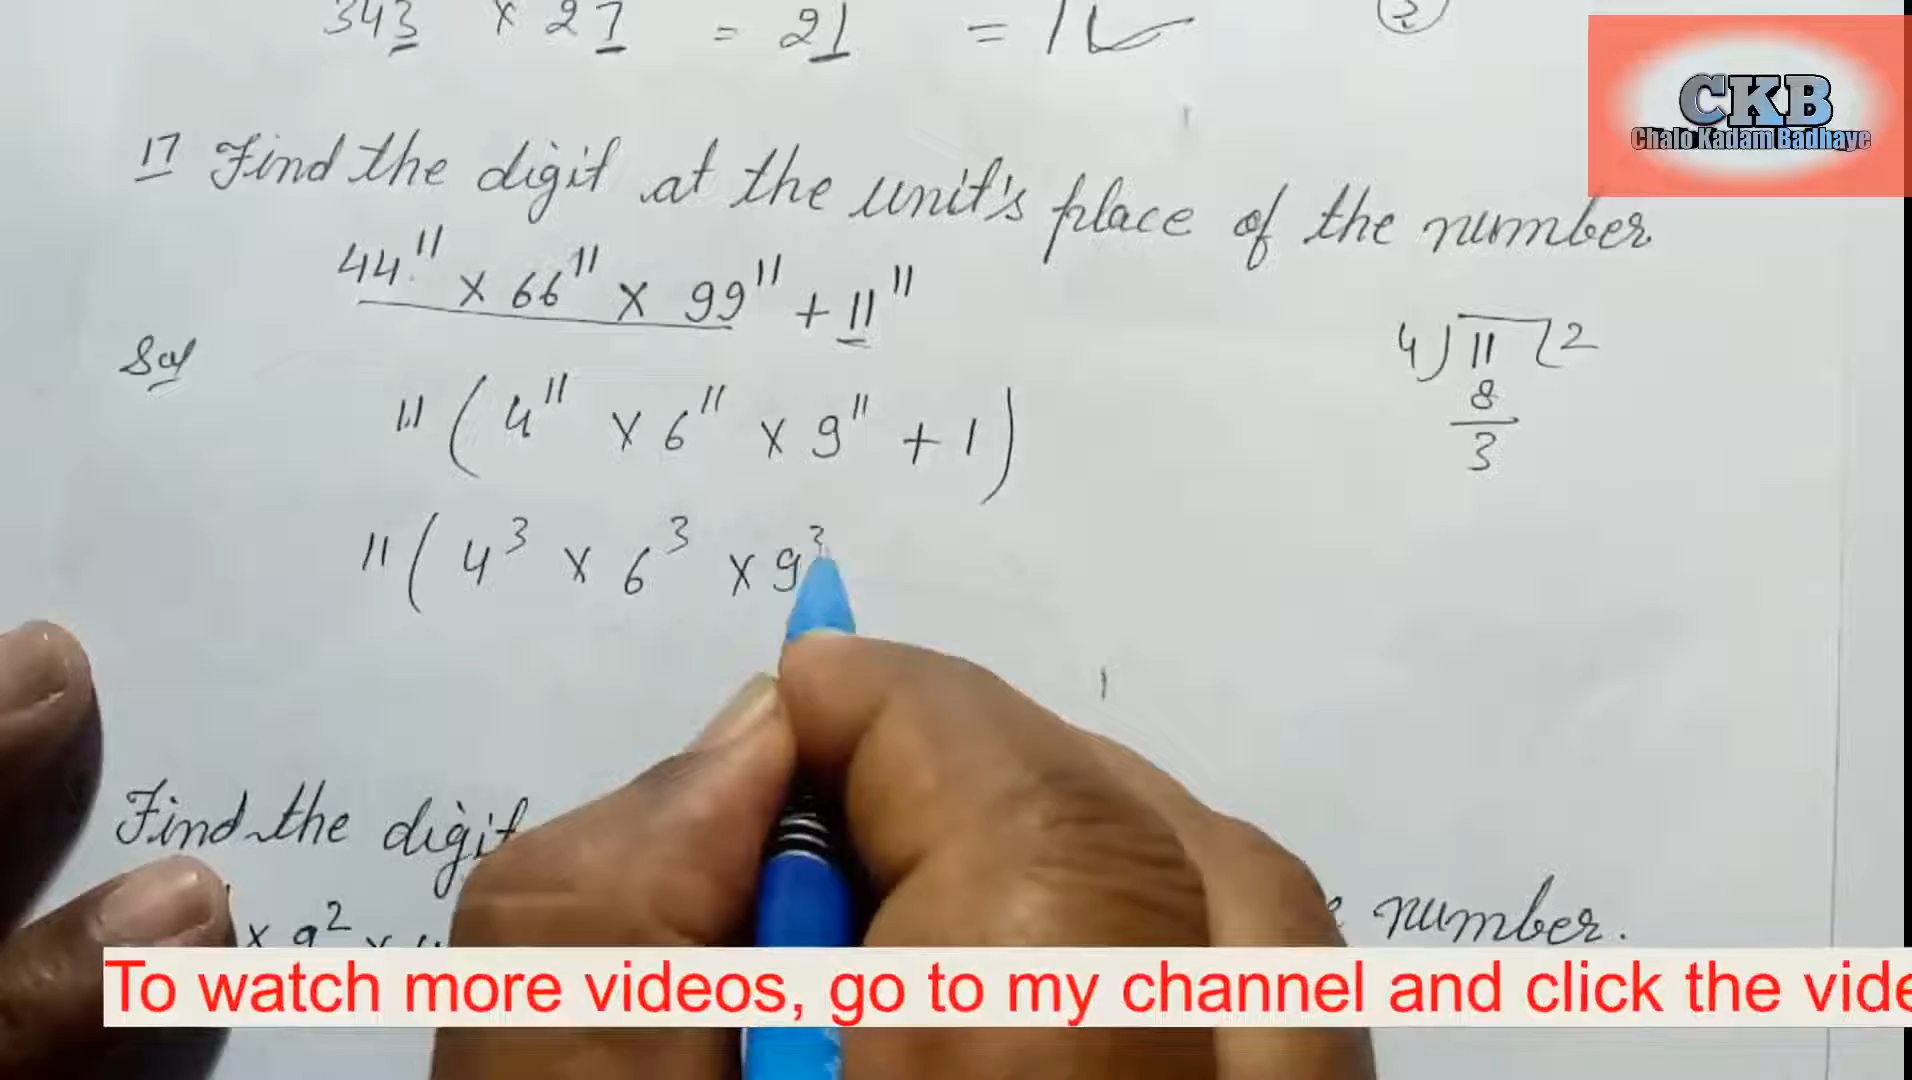 343 × 27 = 21 = 1 2
CKB
Chalo Kadam Badhaye
17 Find the digit at the unit's place of the number
44¹¹ × 66¹¹ × 99¹¹ + 11¹¹
Sol
4 ) 11 ( 2
8
3
11 ( 4¹¹ × 6¹¹ × 9¹¹ + 1 )
11 ( 4³ × 6³ × 9³
Find the digit
number.
× 9² ×
To watch more videos, go to my channel and click the vide